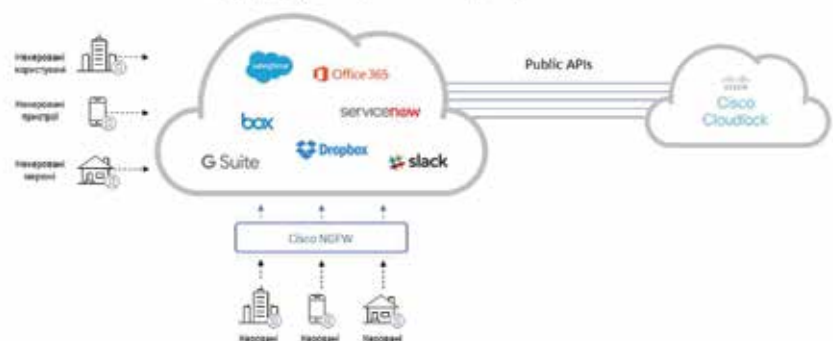 Некеровані
користувачі
Некеровані
пристрої
Некеровані
мережі
salesforce
Office 365
box
servicenow
G Suite
Dropbox
slack
Public APIs
CISCO
Cisco
Cloudlock
Cisco NGFW
Керовані
Керовані
Керовані